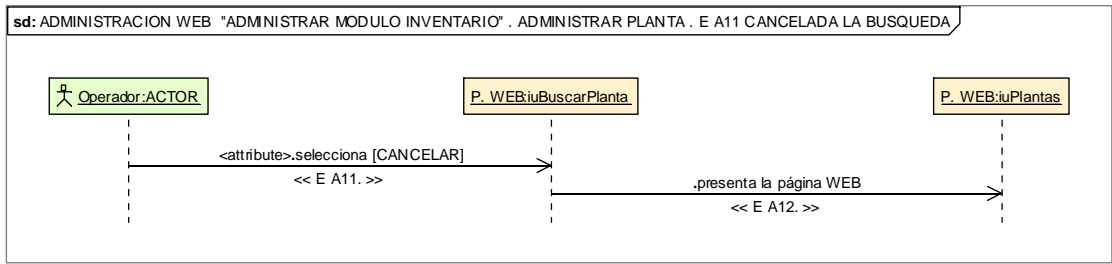 sd: ADMINISTRACION WEB "ADMINISTRAR MODULO INVENTARIO" . ADMINISTRAR PLANTA . E A11 CANCELADA LA BUSQUEDA
Operador:ACTOR
P. WEB:iuBuscarPlanta
P. WEB:iuPlantas
<attribute>.selecciona [CANCELAR]
<< E A11. >>
.presenta la página WEB
<< E A12. >>